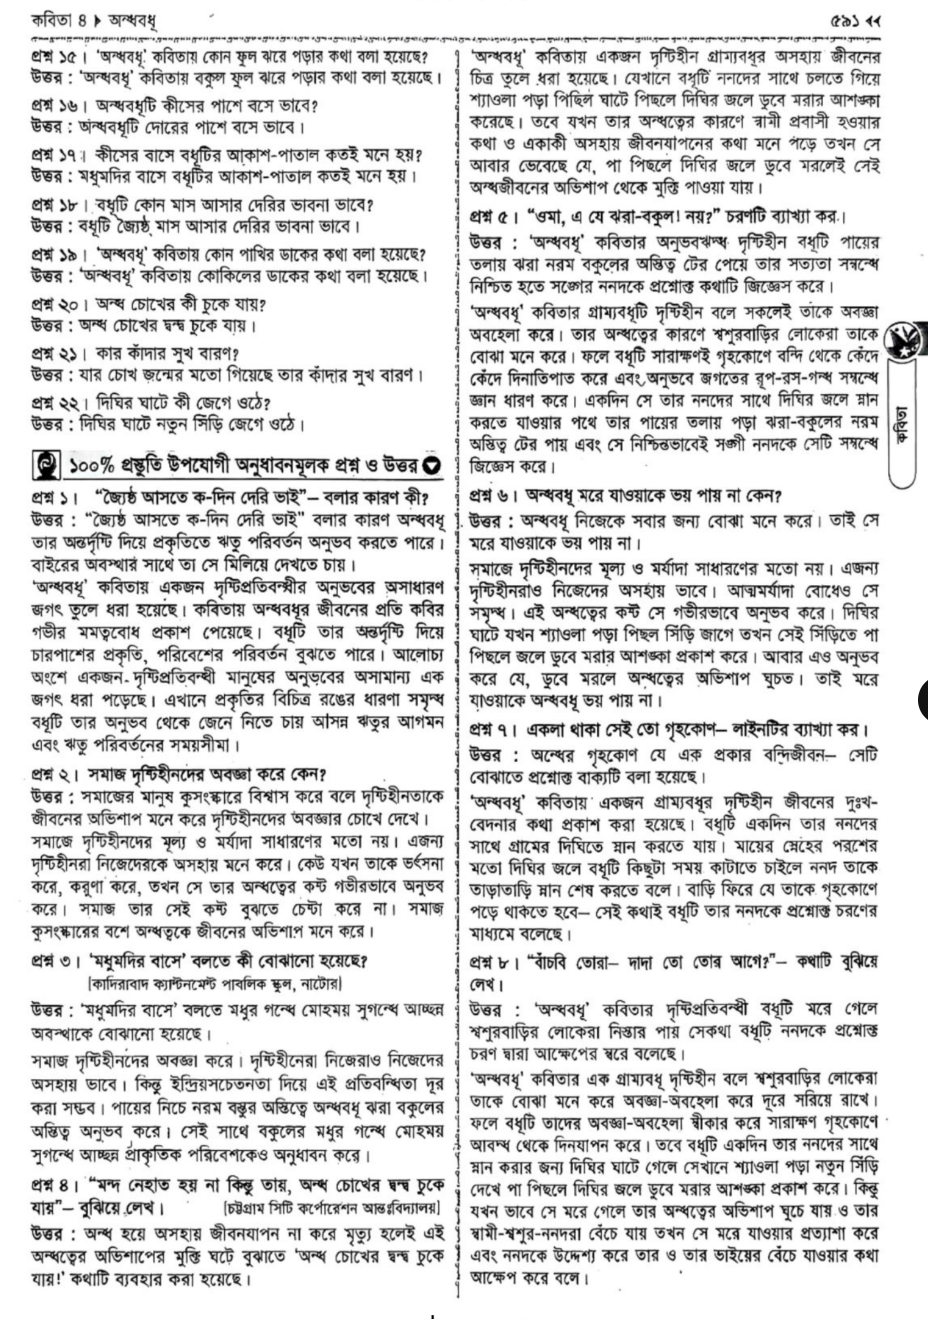 কবিতা ৪ ▸ অন্ধবধূ
৫৯১ ◂◂
প্রশ্ন ১৫। 'অন্ধবধূ' কবিতায় কোন ফুল ঝরে পড়ার কথা বলা হয়েছে?
উত্তর : 'অন্ধবধূ' কবিতায় বকুল ফুল ঝরে পড়ার কথা বলা হয়েছে।
প্রশ্ন ১৬। অন্ধবধূটি কীসের পাশে বসে ভাবে?
উত্তর : অন্ধবধূটি দোরের পাশে বসে ভাবে।
প্রশ্ন ১৭। কীসের বাসে বধূটির আকাশ-পাতাল কতই মনে হয়?
উত্তর : মধুমদির বাসে বধূটির আকাশ-পাতাল কতই মনে হয়।
প্রশ্ন ১৮। বধূটি কোন মাস আসার দেরির ভাবনা ভাবে?
উত্তর : বধূটি জ্যৈষ্ঠ মাস আসার দেরির ভাবনা ভাবে।
প্রশ্ন ১৯। 'অন্ধবধূ' কবিতায় কোন পাখির ডাকের কথা বলা হয়েছে?
উত্তর : 'অন্ধবধূ' কবিতায় কোকিলের ডাকের কথা বলা হয়েছে।
প্রশ্ন ২০। অন্ধ চোখের কী চুকে যায়?
উত্তর : অন্ধ চোখের দ্বন্দ্ব চুকে যায়।
প্রশ্ন ২১। কার কাঁদার সুখ বারণ?
উত্তর : যার চোখ জন্মের মতো গিয়েছে তার কাঁদার সুখ বারণ।
প্রশ্ন ২২। দিঘির ঘাটে কী জেগে ওঠে?
উত্তর : দিঘির ঘাটে নতুন সিঁড়ি জেগে ওঠে।
১০০% প্রস্তুতি উপযোগী অনুধাবনমূলক প্রশ্ন ও উত্তর
প্রশ্ন ১। "জ্যৈষ্ঠ আসতে ক-দিন দেরি ভাই"– বলার কারণ কী?
উত্তর : "জ্যৈষ্ঠ আসতে ক-দিন দেরি ভাই" বলার কারণ অন্ধবধূ
তার অন্তর্দৃষ্টি দিয়ে প্রকৃতিতে ঋতু পরিবর্তন অনুভব করতে পারে।
বাইরের অবস্থার সাথে তা সে মিলিয়ে দেখতে চায়।
'অন্ধবধূ' কবিতায় একজন দৃষ্টিপ্রতিবন্ধীর অনুভবের অসাধারণ
জগৎ তুলে ধরা হয়েছে। কবিতায় অন্ধবধূর জীবনের প্রতি কবির
গভীর মমত্ববোধ প্রকাশ পেয়েছে। বধূটি তার অন্তর্দৃষ্টি দিয়ে
চারপাশের প্রকৃতি, পরিবেশের পরিবর্তন বুঝতে পারে। আলোচ্য
অংশে একজন দৃষ্টিপ্রতিবন্ধী মানুষের অনুভবের অসামান্য এক
জগৎ ধরা পড়েছে। এখানে প্রকৃতির বিচিত্র রঙের ধারণা সমৃদ্ধ
বধূটি তার অনুভব থেকে জেনে নিতে চায় আসন্ন ঋতুর আগমন
এবং ঋতু পরিবর্তনের সময়সীমা।
প্রশ্ন ২। সমাজ দৃষ্টিহীনদের অবজ্ঞা করে কেন?
উত্তর : সমাজের মানুষ কুসংস্কারে বিশ্বাস করে বলে দৃষ্টিহীনতাকে
জীবনের অভিশাপ মনে করে দৃষ্টিহীনদের অবজ্ঞার চোখে দেখে।
সমাজে দৃষ্টিহীনদের মূল্য ও মর্যাদা সাধারণের মতো নয়। এজন্য
দৃষ্টিহীনরা নিজেদেরকে অসহায় মনে করে। কেউ যখন তাকে ভর্ৎসনা
করে, করুণা করে, তখন সে তার অন্ধত্বের কষ্ট গভীরভাবে অনুভব
করে। সমাজ তার সেই কষ্ট বুঝতে চেষ্টা করে না। সমাজ
কুসংস্কারের বশে অন্ধত্বকে জীবনের অভিশাপ মনে করে।
প্রশ্ন ৩। 'মধুমদির বাসে' বলতে কী বোঝানো হয়েছে?
[কাদিরাবাদ ক্যান্টনমেন্ট পাবলিক স্কুল, নাটোর]
উত্তর : 'মধুমদির বাসে' বলতে মধুর গন্ধে মোহময় সুগন্ধে আচ্ছন্ন
অবস্থাকে বোঝানো হয়েছে।
সমাজ দৃষ্টিহীনদের অবজ্ঞা করে। দৃষ্টিহীনেরা নিজেরাও নিজেদের
অসহায় ভাবে। কিন্তু ইন্দ্রিয়সচেতনতা দিয়ে এই প্রতিবন্ধিতা দূর
করা সম্ভব। পায়ের নিচে নরম বস্তুর অস্তিত্বে অন্ধবধূ ঝরা বকুলের
অস্তিত্ব অনুভব করে। সেই সাথে বকুলের মধুর গন্ধে মোহময়
সুগন্ধে আচ্ছন্ন প্রাকৃতিক পরিবেশকেও অনুধাবন করে।
প্রশ্ন ৪। "মন্দ নেহাত হয় না কিন্তু তায়, অন্ধ চোখের দ্বন্দ্ব চুকে
যায়"– বুঝিয়ে লেখ। [চট্টগ্রাম সিটি কর্পোরেশন আন্তঃবিদ্যালয়]
উত্তর : অন্ধ হয়ে অসহায় জীবনযাপন না করে মৃত্যু হলেই এই
অন্ধত্বের অভিশাপের মুক্তি ঘটে বুঝাতে 'অন্ধ চোখের দ্বন্দ্ব চুকে
যায়!' কথাটি ব্যবহার করা হয়েছে।
'অন্ধবধূ' কবিতায় একজন দৃষ্টিহীন গ্রাম্যবধূর অসহায় জীবনের
চিত্র তুলে ধরা হয়েছে। যেখানে বধূটি ননদের সাথে চলতে গিয়ে
শ্যাওলা পড়া পিছিল ঘাটে পিছলে দিঘির জলে ডুবে মরার আশঙ্কা
করেছে। তবে যখন তার অন্ধত্বের কারণে স্বামী প্রবাসী হওয়ার
কথা ও একাকী অসহায় জীবনযাপনের কথা মনে পড়ে তখন সে
আবার ভেবেছে যে, পা পিছলে দিঘির জলে ডুবে মরলেই সেই
অন্ধজীবনের অভিশাপ থেকে মুক্তি পাওয়া যায়।
প্রশ্ন ৫। "ওমা, এ যে ঝরা-বকুল! নয়?" চরণটি ব্যাখ্যা কর।
উত্তর : 'অন্ধবধূ' কবিতার অনুভবঋদ্ধ দৃষ্টিহীন বধূটি পায়ের
তলায় ঝরা নরম বকুলের অস্তিত্ব টের পেয়ে তার সত্যতা সম্বন্ধে
নিশ্চিত হতে সঙ্গের ননদকে প্রশ্নোক্ত কথাটি জিজ্ঞেস করে।
'অন্ধবধূ' কবিতার গ্রাম্যবধূটি দৃষ্টিহীন বলে সকলেই তাকে অবজ্ঞা
অবহেলা করে। তার অন্ধত্বের কারণে শ্বশুরবাড়ির লোকেরা তাকে
বোঝা মনে করে। ফলে বধূটি সারাক্ষণই গৃহকোণে বন্দি থেকে কেঁদে
কেঁদে দিনাতিপাত করে এবং অনুভবে জগতের রূপ-রস-গন্ধ সম্বন্ধে
জ্ঞান ধারণ করে। একদিন সে তার ননদের সাথে দিঘির জলে স্নান
করতে যাওয়ার পথে তার পায়ের তলায় পড়া ঝরা-বকুলের নরম
অস্তিত্ব টের পায় এবং সে নিশ্চিতভাবেই সঙ্গী ননদকে সেটি সম্বন্ধে
জিজ্ঞেস করে।
প্রশ্ন ৬। অন্ধবধূ মরে যাওয়াকে ভয় পায় না কেন?
উত্তর : অন্ধবধূ নিজেকে সবার জন্য বোঝা মনে করে। তাই সে
মরে যাওয়াকে ভয় পায় না।
সমাজে দৃষ্টিহীনদের মূল্য ও মর্যাদা সাধারণের মতো নয়। এজন্য
দৃষ্টিহীনরাও নিজেদের অসহায় ভাবে। আত্মমর্যাদা বোধেও সে
সমৃদ্ধ। এই অন্ধত্বের কষ্ট সে গভীরভাবে অনুভব করে। দিঘির
ঘাটে যখন শ্যাওলা পড়া পিছল সিঁড়ি জাগে তখন সেই সিঁড়িতে পা
পিছলে জলে ডুবে মরার আশঙ্কা প্রকাশ করে। আবার এও অনুভব
করে যে, ডুবে মরলে অন্ধত্বের অভিশাপ ঘুচত। তাই মরে
যাওয়াকে অন্ধবধূ ভয় পায় না।
প্রশ্ন ৭। একলা থাকা সেই তো গৃহকোণ– লাইনটির ব্যাখ্যা কর।
উত্তর : অন্ধের গৃহকোণ যে এক প্রকার বন্দিজীবন– সেটি
বোঝাতে প্রশ্নোক্ত বাক্যটি বলা হয়েছে।
'অন্ধবধূ' কবিতায় একজন গ্রাম্যবধূর দৃষ্টিহীন জীবনের দুঃখ-
বেদনার কথা প্রকাশ করা হয়েছে। বধূটি একদিন তার ননদের
সাথে গ্রামের দিঘিতে স্নান করতে যায়। মায়ের স্নেহের পরশের
মতো দিঘির জলে বধূটি কিছুটা সময় কাটাতে চাইলে ননদ তাকে
তাড়াতাড়ি স্নান শেষ করতে বলে। বাড়ি ফিরে যে তাকে গৃহকোণে
পড়ে থাকতে হবে– সেই কথাই বধূটি তার ননদকে প্রশ্নোক্ত চরণের
মাধ্যমে বলেছে।
প্রশ্ন ৮। "বাঁচবি তোরা– দাদা তো তোর আগে?"– কথাটি বুঝিয়ে
লেখ।
উত্তর : 'অন্ধবধূ' কবিতার দৃষ্টিপ্রতিবন্ধী বধূটি মরে গেলে
শ্বশুরবাড়ির লোকেরা নিস্তার পায় সেকথা বধূটি ননদকে প্রশ্নোক্ত
চরণ দ্বারা আক্ষেপের স্বরে বলেছে।
'অন্ধবধূ' কবিতার এক গ্রাম্যবধূ দৃষ্টিহীন বলে শ্বশুরবাড়ির লোকেরা
তাকে বোঝা মনে করে অবজ্ঞা-অবহেলা করে দূরে সরিয়ে রাখে।
ফলে বধূটি তাদের অবজ্ঞা-অবহেলা স্বীকার করে সারাক্ষণ গৃহকোণে
আবদ্ধ থেকে দিনযাপন করে। তবে বধূটি একদিন তার ননদের সাথে
স্নান করার জন্য দিঘির ঘাটে গেলে সেখানে শ্যাওলা পড়া নতুন সিঁড়ি
দেখে পা পিছলে দিঘির জলে ডুবে মরার আশঙ্কা প্রকাশ করে। কিন্তু
যখন ভাবে সে মরে গেলে তার অন্ধত্বের অভিশাপ ঘুচে যায় ও তার
স্বামী-শ্বশুর-ননদরা বেঁচে যায় তখন সে মরে যাওয়ার প্রত্যাশা করে
এবং ননদকে উদ্দেশ্য করে তার ও তার ভাইয়ের বেঁচে যাওয়ার কথা
আক্ষেপ করে বলে।
কবিতা